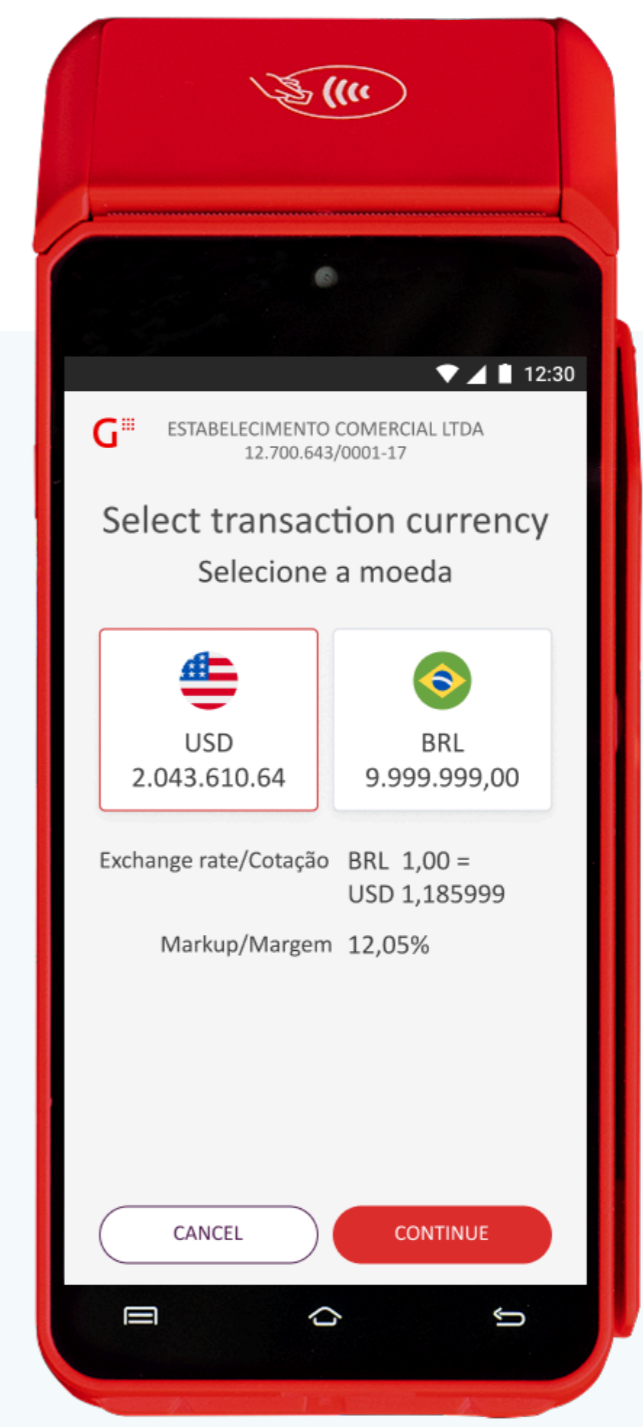 12:30
G
ESTABELECIMENTO COMERCIAL LTDA
12.700.643/0001-17
Select transaction currency
Selecione a moeda
USD
2.043.610.64
BRL
9.999.999,00
Exchange rate/Cotação
BRL 1,00 =
USD 1,185999
Markup/Margem
12,05%
CANCEL
CONTINUE